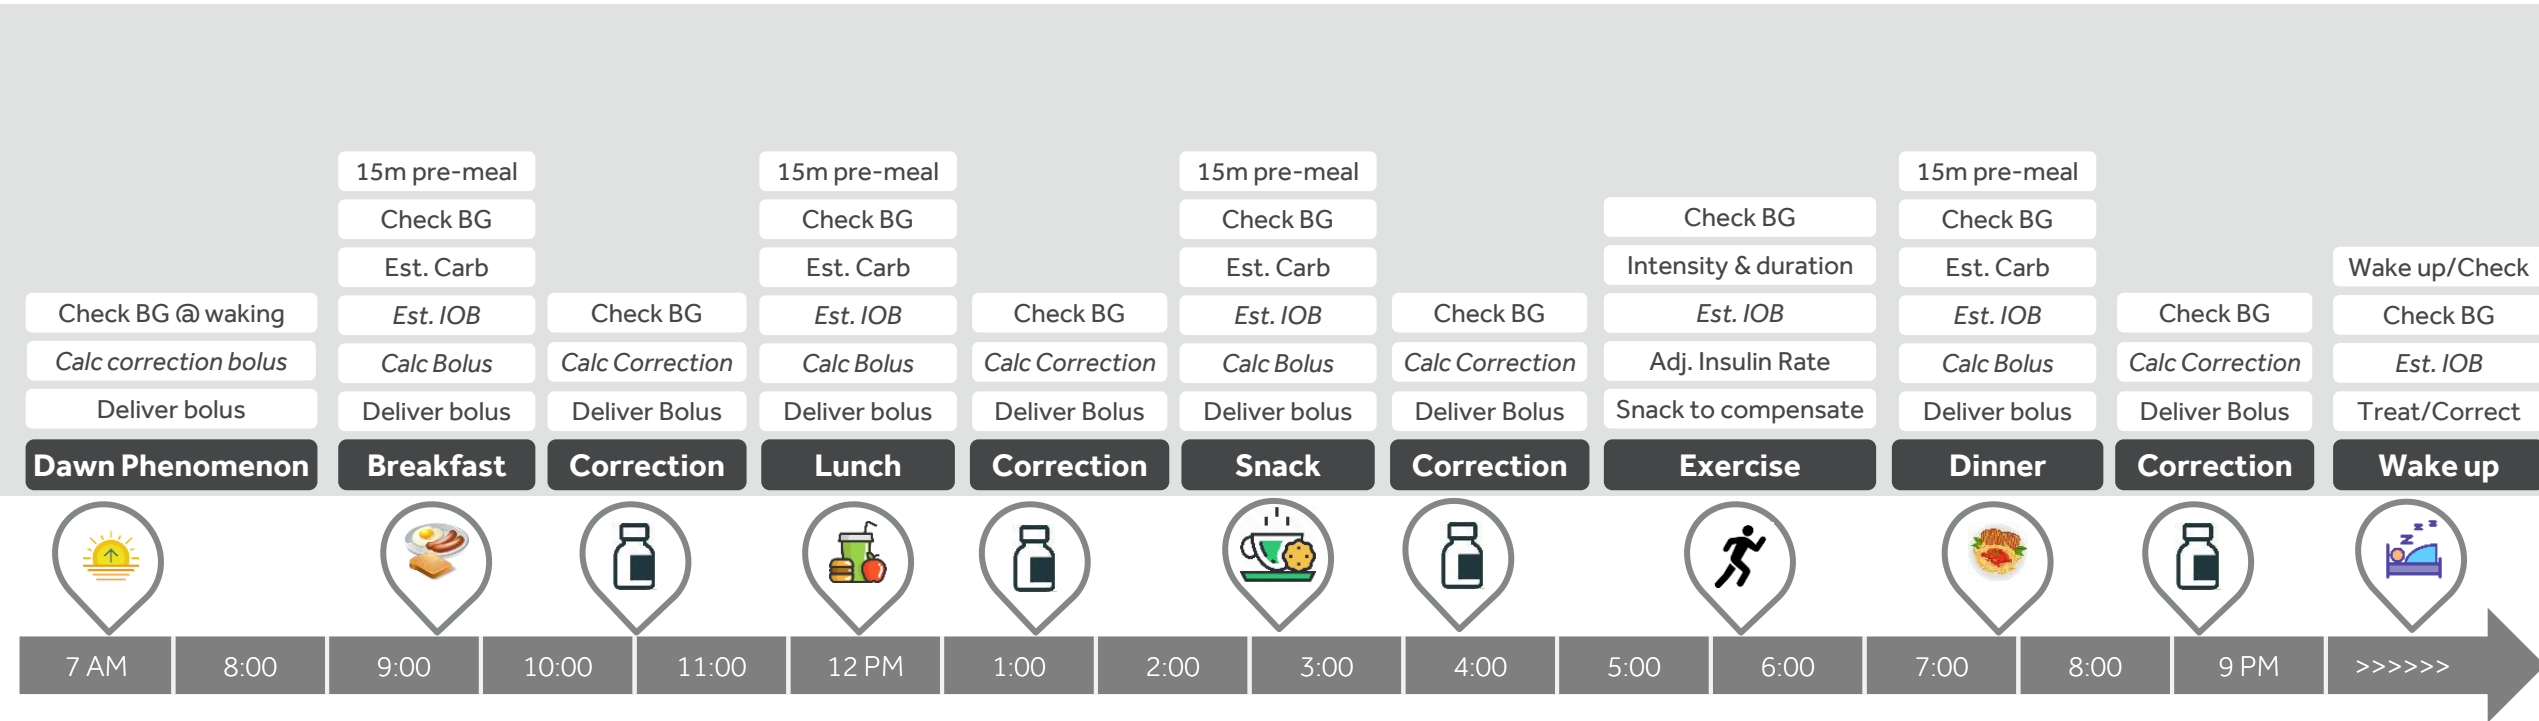 15m pre-meal
15m pre-meal
15m pre-meal
15m pre-meal
Check BG
Check BG
Check BG
Check BG
Check BG
Est. Carb
Est. Carb
Est. Carb
Intensity & duration
Est. Carb
Wake up/Check
Check BG @ waking
Est. IOB
Check BG
Est. IOB
Check BG
Est. IOB
Check BG
Est. IOB
Est. IOB
Check BG
Check BG
Calc correction bolus
Calc Bolus
Calc Correction
Calc Bolus
Calc Correction
Calc Bolus
Calc Correction
Adj. Insulin Rate
Calc Bolus
Calc Correction
Est. IOB
Deliver bolus
Deliver bolus
Deliver Bolus
Deliver bolus
Deliver Bolus
Deliver bolus
Deliver Bolus
Snack to compensate
Deliver bolus
Deliver Bolus
Treat/Correct
Dawn Phenomenon
Breakfast
Correction
Lunch
Correction
Snack
Correction
Exercise
Dinner
Correction
Wake up
7 AM
8:00
9:00
10:00
11:00
12 PM
1:00
2:00
3:00
4:00
5:00
6:00
7:00
8:00
9 PM
>>>>>>